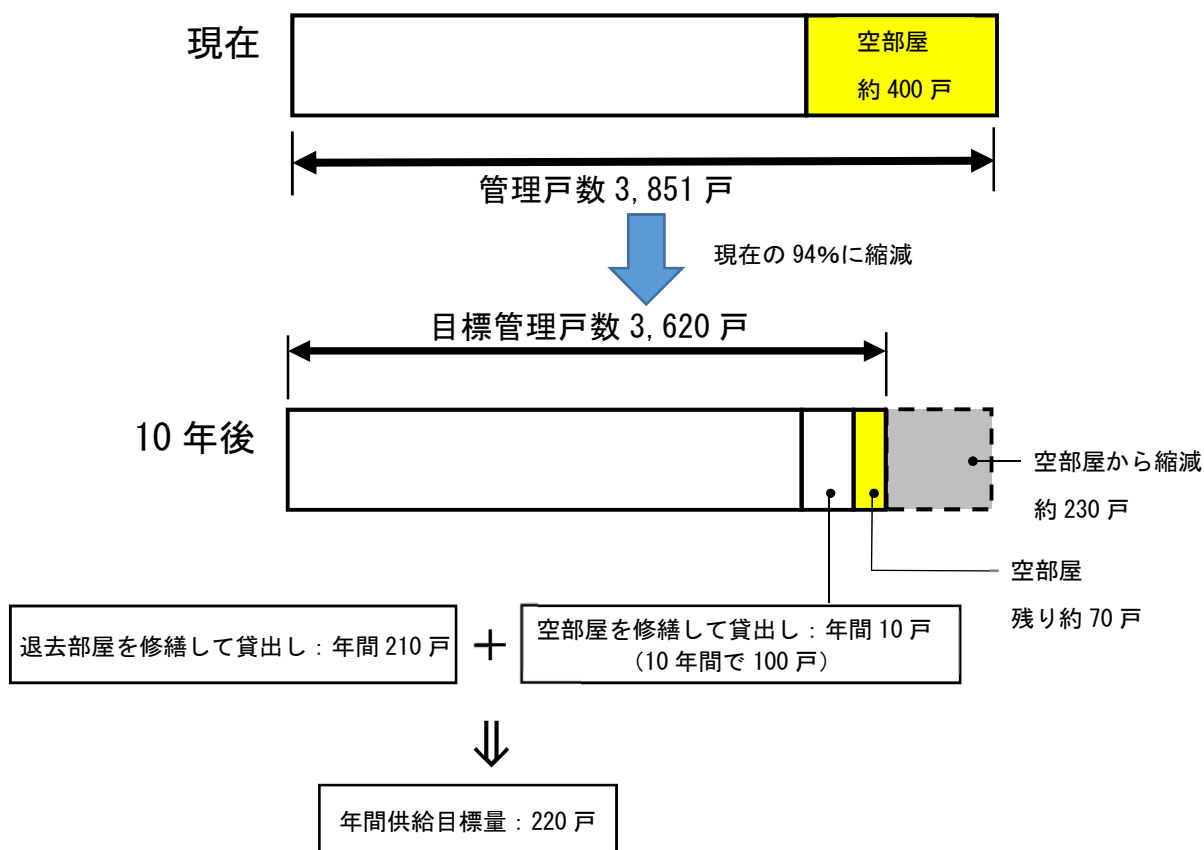 現在
空部屋
約 400 戸
管理戸数 3,851 戸
現在の 94%に縮減
目標管理戸数 3,620 戸
10 年後
空部屋から縮減
約 230 戸
空部屋
残り約 70 戸
退去部屋を修繕して貸出し：年間 210 戸
＋
空部屋を修繕して貸出し：年間 10 戸
（10 年間で 100 戸）
⇓
年間供給目標量：220 戸